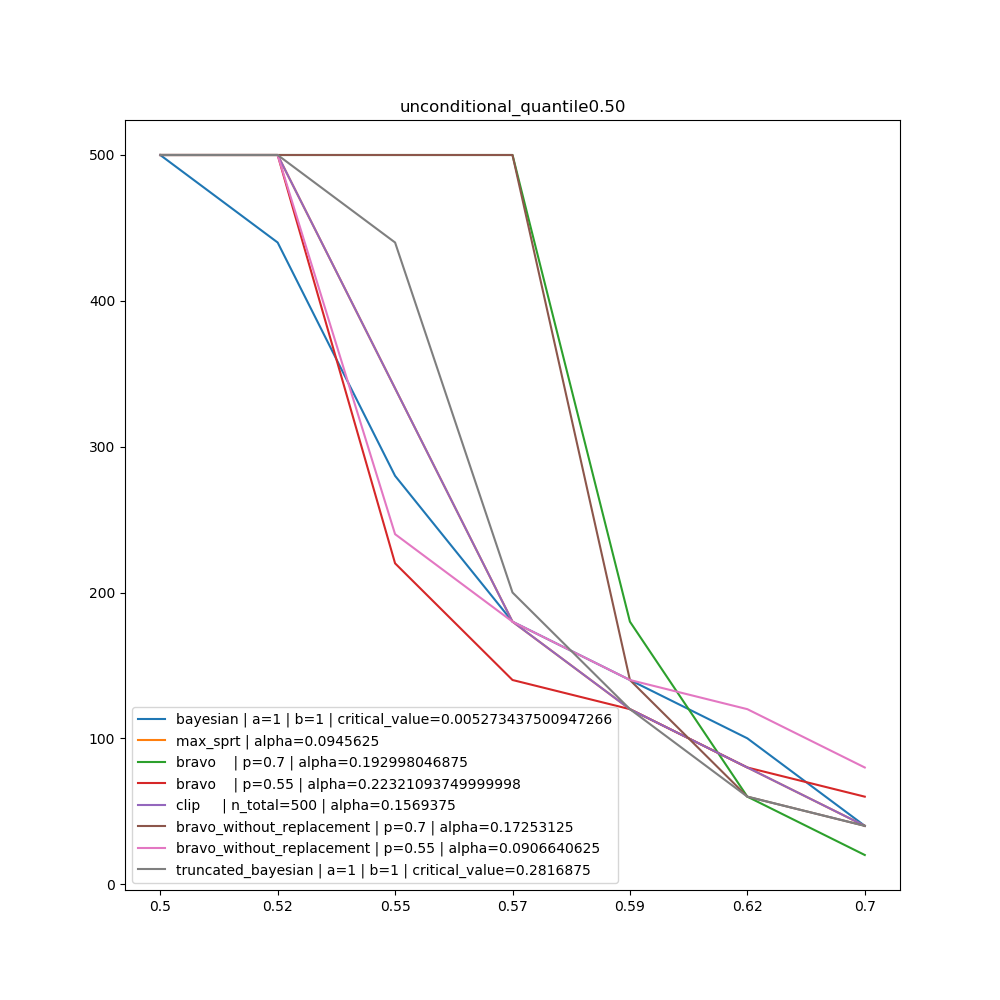 unconditional_quantile0.50
500
400
300
200
100
0
bayesian | a=1 | b=1 | critical_value=0.005273437500947266
max_sprt | alpha=0.0945625
bravo | p=0.7 | alpha=0.192998046875
bravo | p=0.55 | alpha=0.22321093749999998
clip | n_total=500 | alpha=0.1569375
bravo_without_replacement | p=0.7 | alpha=0.17253125
bravo_without_replacement | p=0.55 | alpha=0.0906640625
truncated_bayesian | a=1 | b=1 | critical_value=0.2816875
0.5 0.52 0.55 0.57 0.59 0.62 0.7